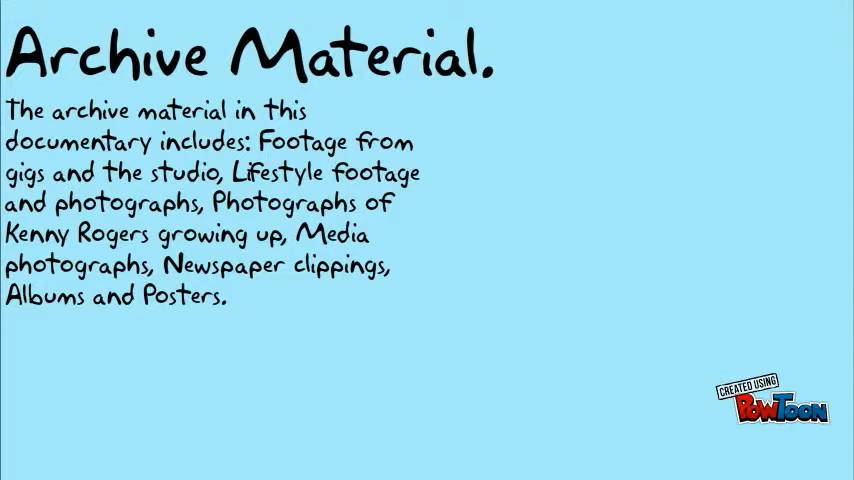 Archive Material.
The archive material in this
documentary includes: Footage from
gigs and the studio, Lifestyle footage
and photographs, Photographs of
Kenny Rogers growing up, Media
photographs, Newspaper clippings,
Albums and Posters.
CREATED USING
POWTOON